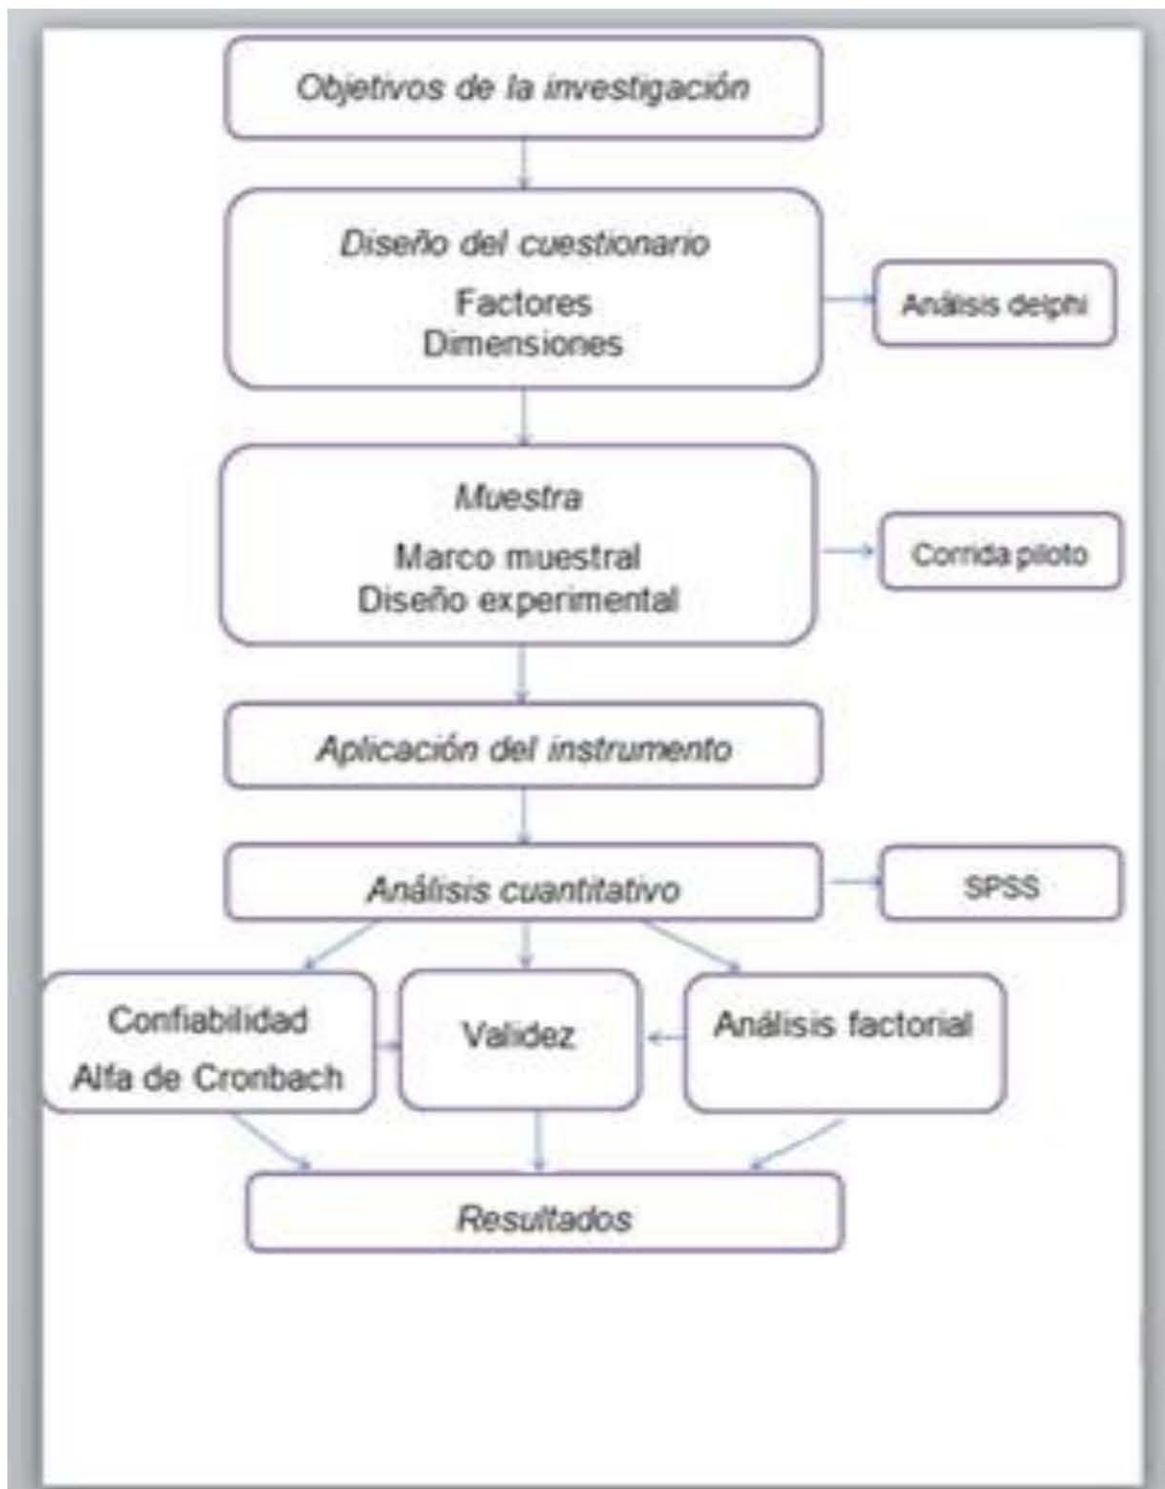 Objetivos de la investigación
Diseño del cuestionario
Factores
Dimensiones
Análisis delphi
Muestra
Marco muestral
Diseño experimental
Corrida piloto
Aplicación del instrumento
Análisis cuantitativo
SPSS
Confiabilidad
Alfa de Cronbach
Validez
Análisis factorial
Resultados